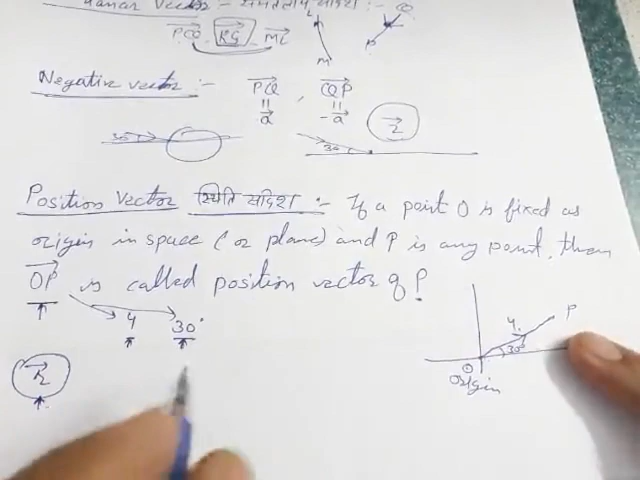 Vector :- समतलीय सदिश :-
PQ, RS, ML L M Q P
Negative vector :- PQ , QP
|| ||
a -a r
30° 30°
Position vector स्थिति सदिश :- If a point O is fixed as
origin in space (or plane) and P is any point, then
OP is called position vector of P.
4 30°
r
P
4
30°
O
Origin